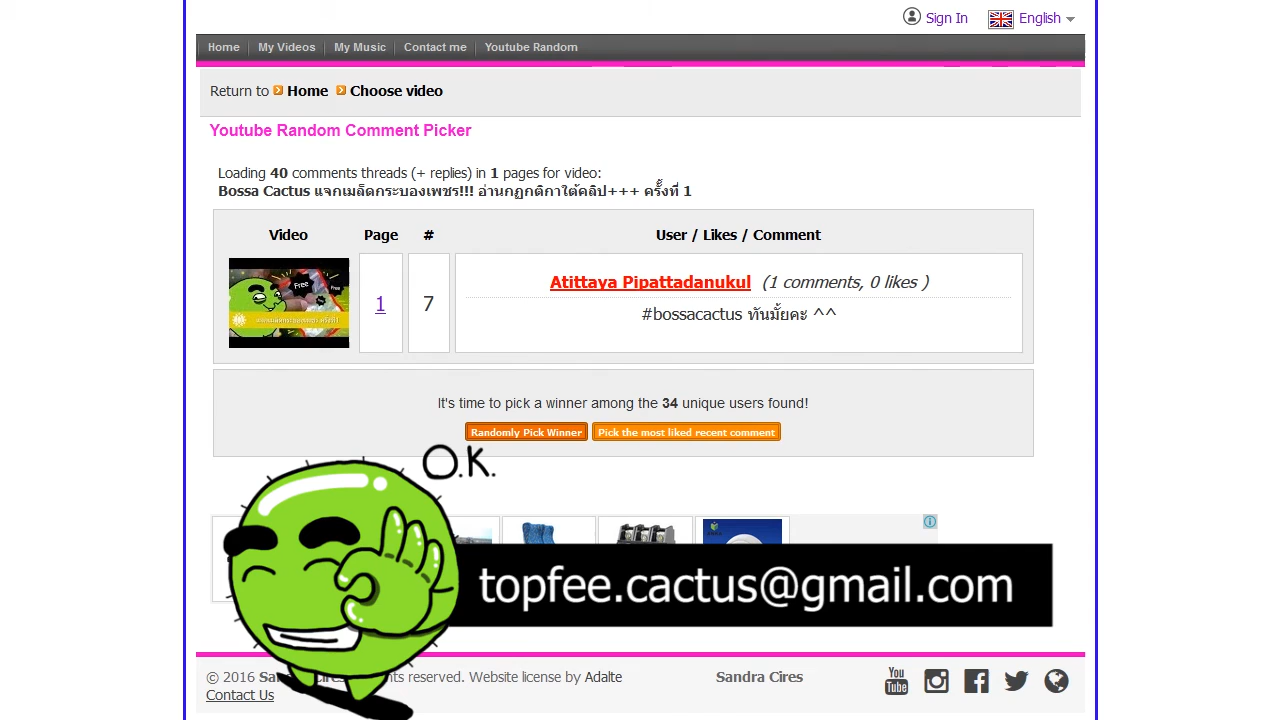 Sign In English
Home My Videos My Music Contact me Youtube Random
Return to Home Choose video
Youtube Random Comment Picker
Loading 40 comments threads (+ replies) in 1 pages for video:
Bossa Cactus แจกเมล็ดกระบองเพชร!!! อ่านกฏกติกาใต้คลิป+++ ครั้งที่ 1
Video Page # User / Likes / Comment
Free
Atittaya Pipattadanukul (1 comments, 0 likes )
1 7
#bossacactus ทันมั้ยคะ ^^
It's time to pick a winner among the 34 unique users found!
Randomly Pick Winner Pick the most liked recent comment
O.K.
topfee.cactus@gmail.com
© 2016 Sandra Cires. reserved. Website license by Adalte
Sandra Cires
You Tube
Contact Us